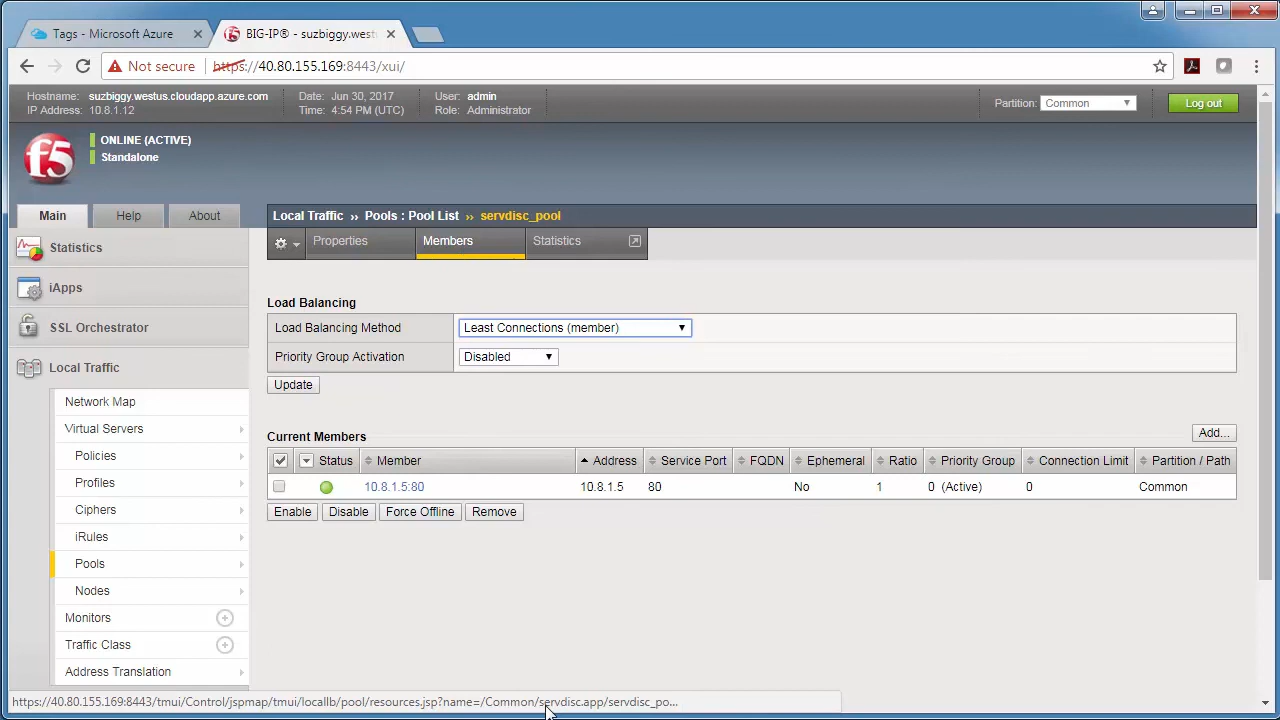 Tags - Microsoft Azure
BIG-IP® - suzbiggy.west
Not secure
https://40.80.155.169:8443/xui/
Hostname: suzbiggy.westus.cloudapp.azure.com
IP Address: 10.8.1.12
Date: Jun 30, 2017
Time: 4:54 PM (UTC)
User: admin
Role: Administrator
Partition: Common
Log out
f5
ONLINE (ACTIVE)
Standalone
Main
Help
About
Local Traffic ›› Pools : Pool List ›› servdisc_pool
Properties
Members
Statistics
Statistics
iApps
SSL Orchestrator
Local Traffic
Network Map
Virtual Servers
Policies
Profiles
Ciphers
iRules
Pools
Nodes
Monitors
Traffic Class
Address Translation
Load Balancing
Load Balancing Method Least Connections (member)
Priority Group Activation Disabled
Update
Current Members
Add...
Status Member Address Service Port FQDN Ephemeral Ratio Priority Group Connection Limit Partition / Path
10.8.1.5:80 10.8.1.5 80 No 1 0 (Active) 0 Common
Enable Disable Force Offline Remove
https://40.80.155.169:8443/tmui/Control/jspmap/tmui/locallb/pool/resources.jsp?name=/Common/servdisc.app/servdisc_po...